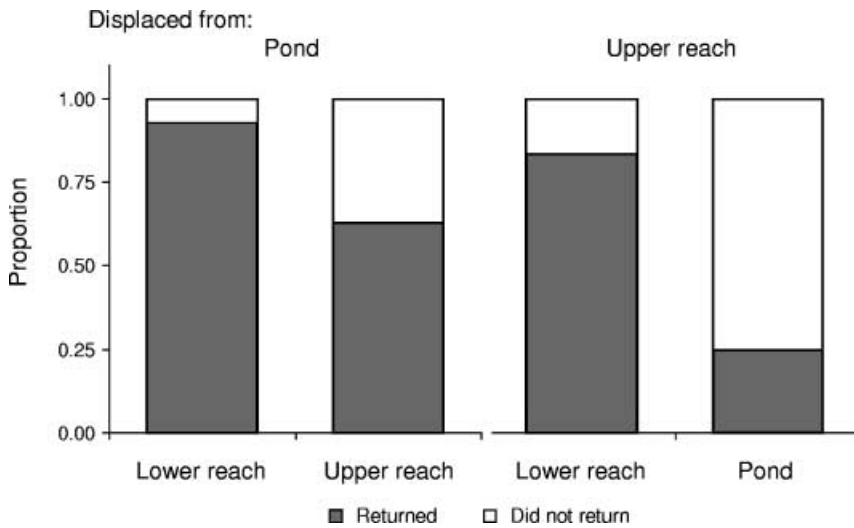 Displaced from:
Pond
Upper reach
Proportion
1.00
0.75
0.50
0.25
0.00
Lower reach
Upper reach
Lower reach
Pond
Returned
Did not return